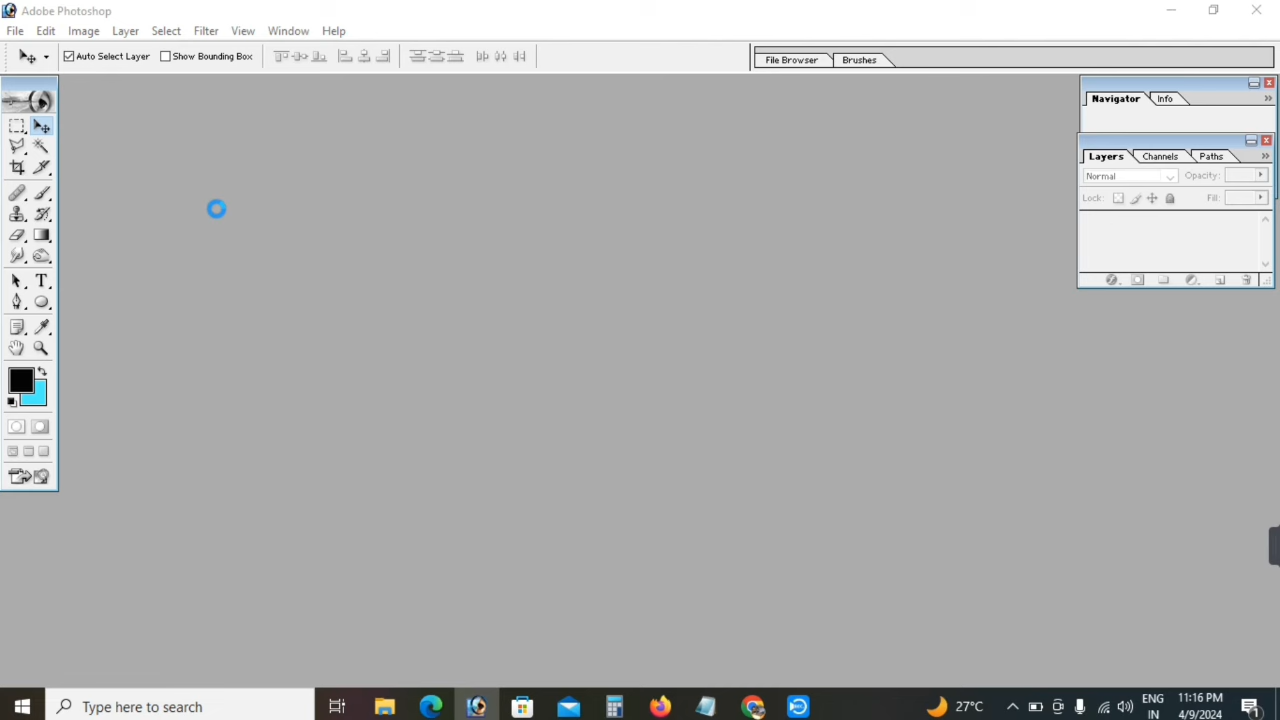 Adobe Photoshop
File Edit Image Layer Select Filter View Window Help
Auto Select Layer Show Bounding Box File Browser Brushes
Navigator Info
Layers Channels Paths
Normal Opacity:
Lock: Fill:
T
Type here to search
27°C
ENG
IN
11:16 PM
4/9/2024
1